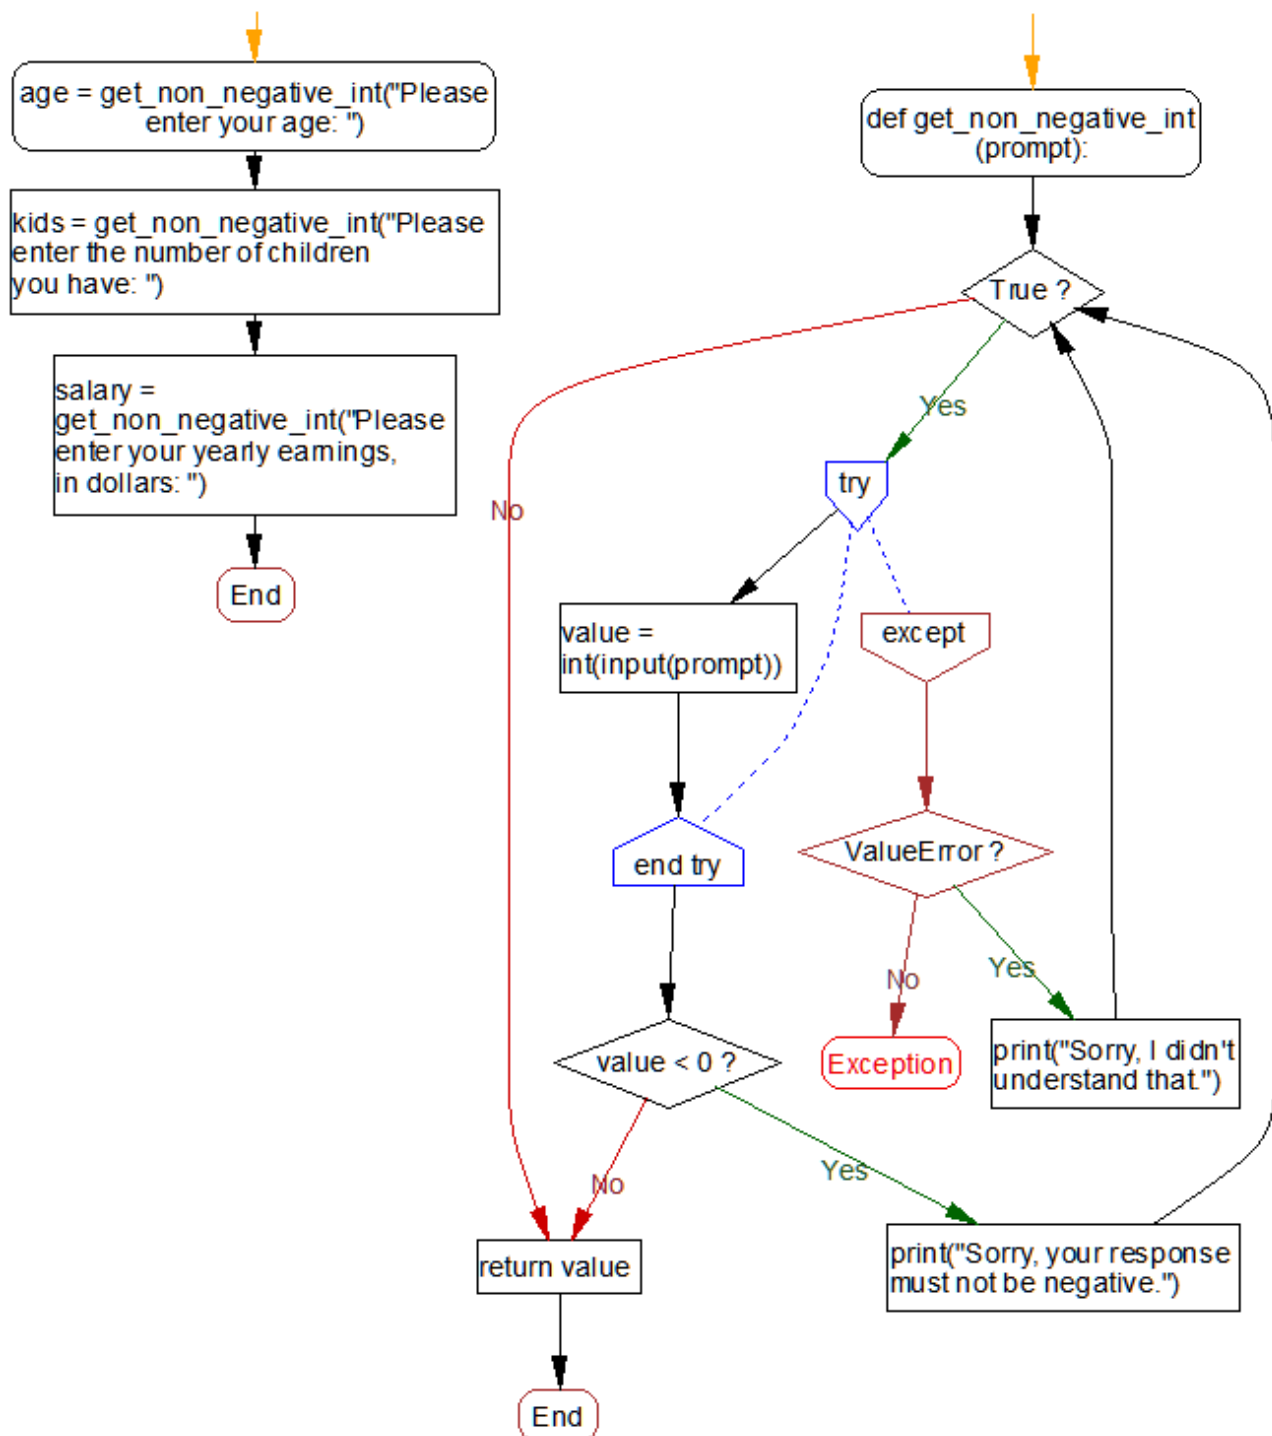 age = get_non_negative_int("Please
enter your age: ")
kids = get_non_negative_int("Please
enter the number of children
you have: ")
salary =
get_non_negative_int("Please
enter your yearly earnings,
in dollars: ")
End
def get_non_negative_int
(prompt):
True ?
Yes
No
try
value =
int(input(prompt))
except
end try
ValueError ?
No
Yes
Exception
print("Sorry, I didn't
understand that.")
value < 0 ?
No
Yes
return value
print("Sorry, your response
must not be negative.")
End